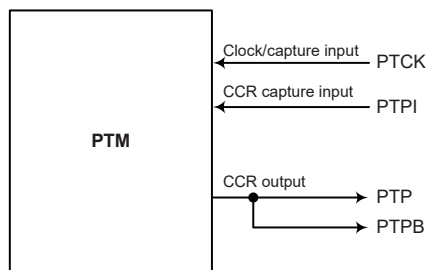 Clock/capture input
PTCK
CCR capture input
PTPI
PTM
CCR output
PTP
PTPB